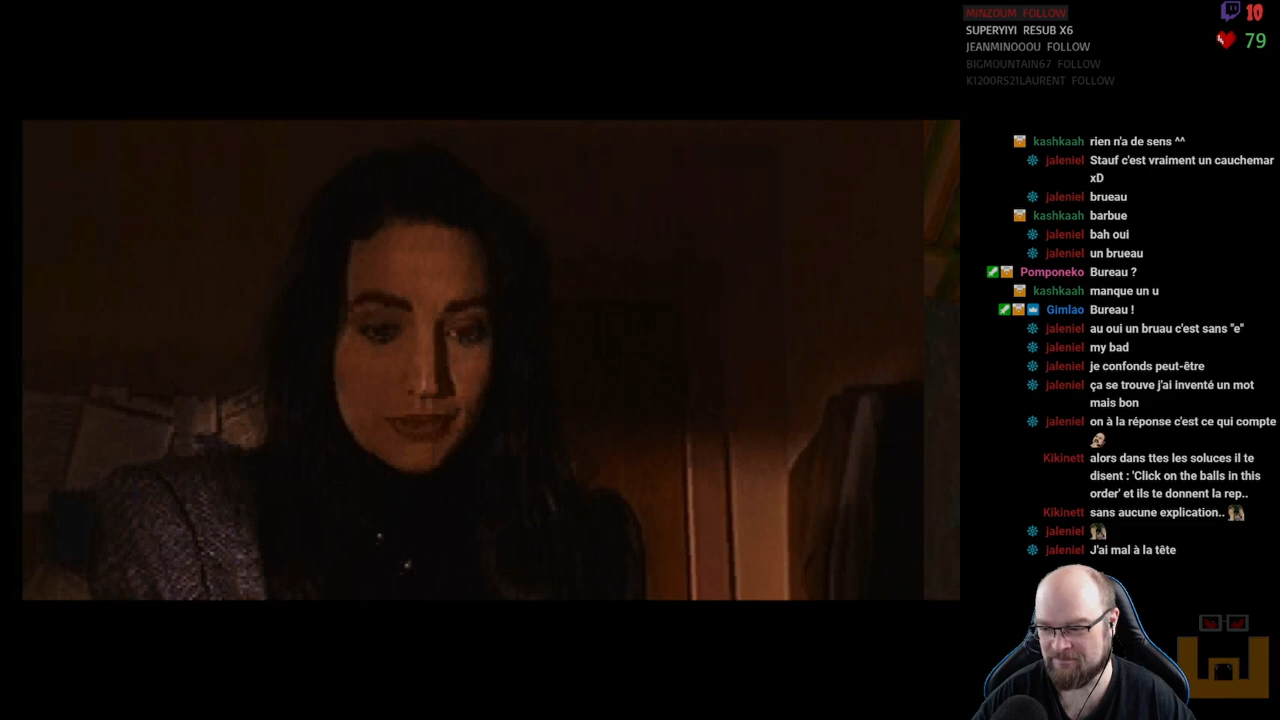 MINZOUM FOLLOW
SUPERYIYI RESUB X6
JEANMINOOOU FOLLOW
BIGMOUNTAIN67 FOLLOW
K1200RS21LAURENT FOLLOW
10
79
kashkaah rien n'a de sens ^^
jaleniel Stauf c'est vraiment un cauchemar
xD
jaleniel brueau
kashkaah barbue
jaleniel bah oui
jaleniel un brueau
Pomponeko Bureau ?
kashkaah manque un u
Gimlao Bureau !
jaleniel au oui un bruau c'est sans "e"
jaleniel my bad
jaleniel je confonds peut-être
jaleniel ça se trouve j'ai inventé un mot
mais bon
jaleniel on à la réponse c'est ce qui compte
Kikinett alors dans ttes les soluces il te
disent : 'Click on the balls in this
order' et ils te donnent la rep..
Kikinett sans aucune explication..
jaleniel
jaleniel J'ai mal à la tête